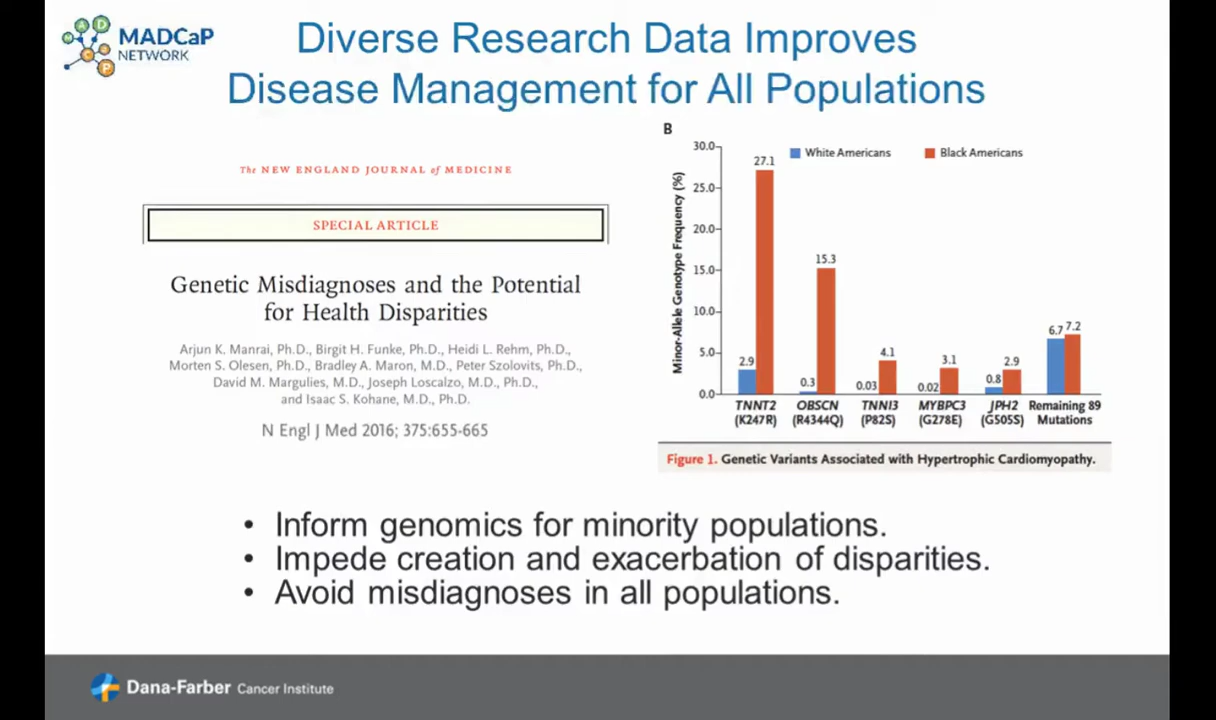 MADCaP
NETWORK
Diverse Research Data Improves
Disease Management for All Populations
The NEW ENGLAND JOURNAL of MEDICINE
SPECIAL ARTICLE
Genetic Misdiagnoses and the Potential
for Health Disparities
Arjun K. Manrai, Ph.D., Birgit H. Funke, Ph.D., Heidi L. Rehm, Ph.D.,
Morten S. Olesen, Ph.D., Bradley A. Maron, M.D., Peter Szolovits, Ph.D.,
David M. Margulies, M.D., Joseph Loscalzo, M.D., Ph.D.,
and Isaac S. Kohane, M.D., Ph.D.
N Engl J Med 2016; 375:655-665
B
White Americans Black Americans
Minor-Allele Genotype Frequency (%)
30.0
25.0
20.0
15.0
10.0
5.0
0.0
2.9 27.1
0.3 15.3
0.03 4.1
0.02 3.1
0.8 2.9
6.7 7.2
TNNT2 OBSCN TNNI3 MYBPC3 JPH2 Remaining 89
(K247R) (R4344Q) (P82S) (G278E) (G505S) Mutations
Figure 1. Genetic Variants Associated with Hypertrophic Cardiomyopathy.
• Inform genomics for minority populations.
• Impede creation and exacerbation of disparities.
• Avoid misdiagnoses in all populations.
Dana-Farber Cancer Institute